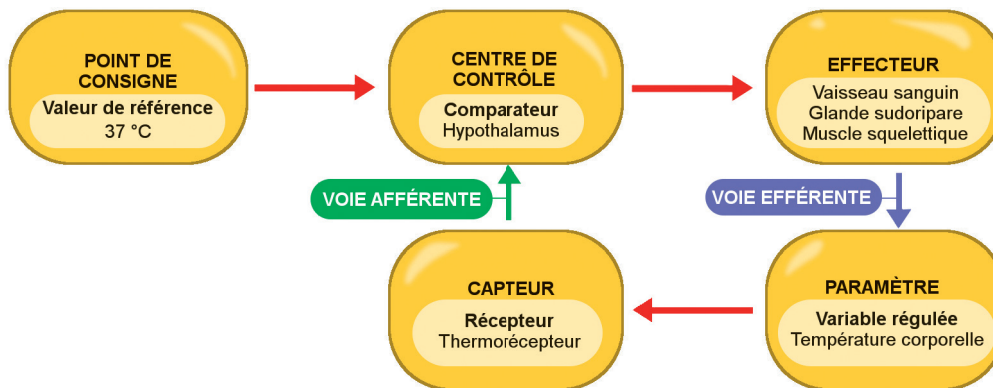 POINT DE
CONSIGNE
Valeur de référence
37 °C
CENTRE DE
CONTRÔLE
Comparateur
Hypothalamus
EFFECTEUR
Vaisseau sanguin
Glande sudoripare
Muscle squelettique
VOIE AFFÉRENTE
VOIE EFFÉRENTE
CAPTEUR
Récepteur
Thermorécepteur
PARAMÈTRE
Variable régulée
Température corporelle